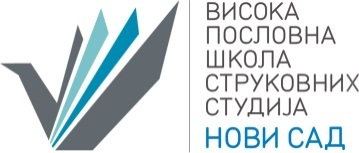 ВИСОКА
ПОСЛОВНА
ШКОЛА
СТРУКОВНИХ
СТУДИЈА
НОВИ САД